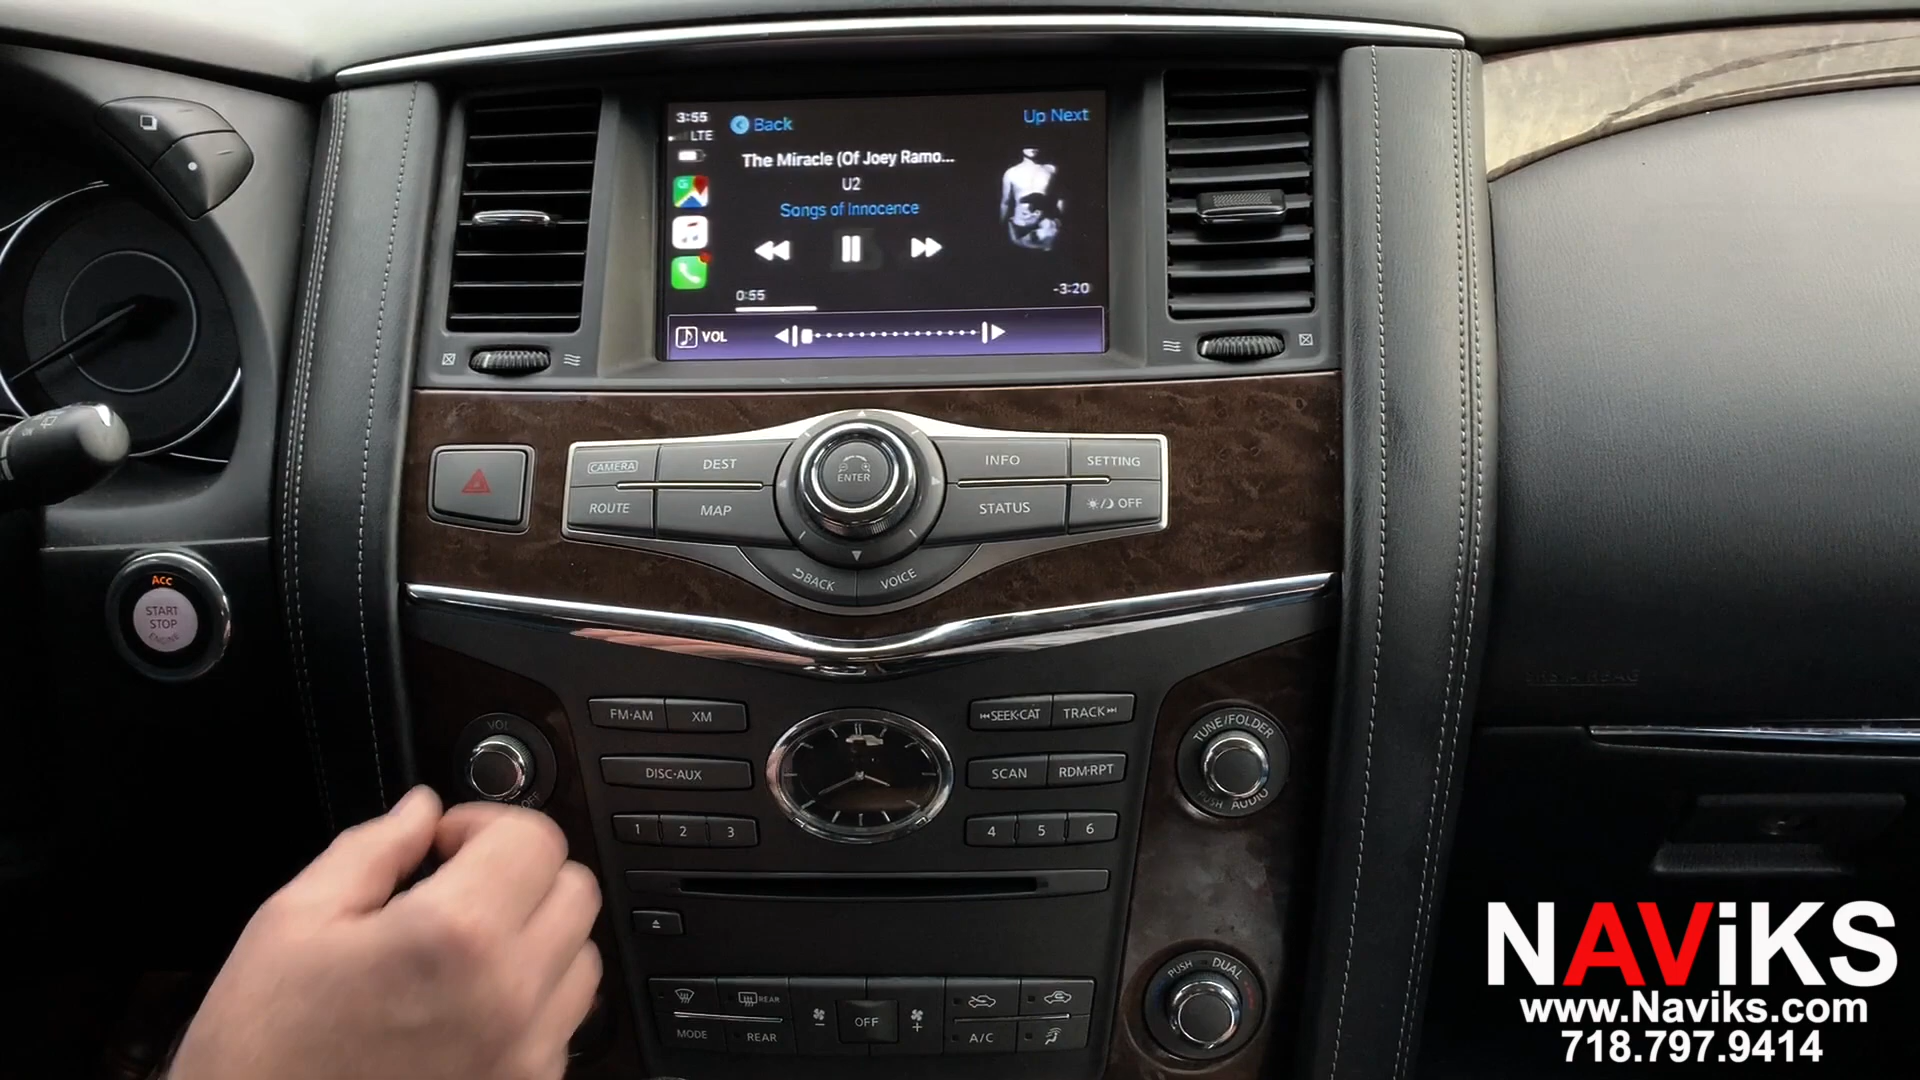 3:55
LTE
Back
Up Next
The Miracle (Of Joey Ramo...
U2
Songs of Innocence
0:55
-3:20
VOL
CAMERA
DEST
INFO
SETTING
ENTER
ROUTE
MAP
STATUS
OFF
BACK
VOICE
ACC
START
STOP
ENGINE
FM·AM
XM
SEEK·CAT
TRACK
VOL
TUNE/FOLDER
DISC·AUX
SCAN
RDM·RPT
PUSH AUDIO
1
2
3
4
5
6
PUSH
DUAL
REAR
MODE
REAR
OFF
A/C
NAViKS
www.Naviks.com
718.797.9414